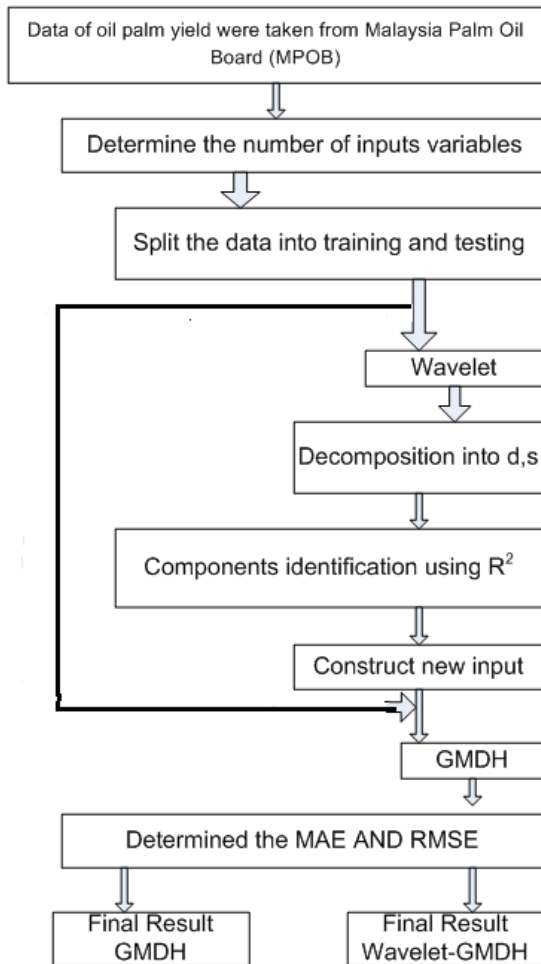 Data of oil palm yield were taken from Malaysia Palm Oil
Board (MPOB)
Determine the number of inputs variables
Split the data into training and testing
Wavelet
Decomposition into d,s
Components identification using R²
Construct new input
GMDH
Determined the MAE AND RMSE
Final Result
GMDH
Final Result
Wavelet-GMDH